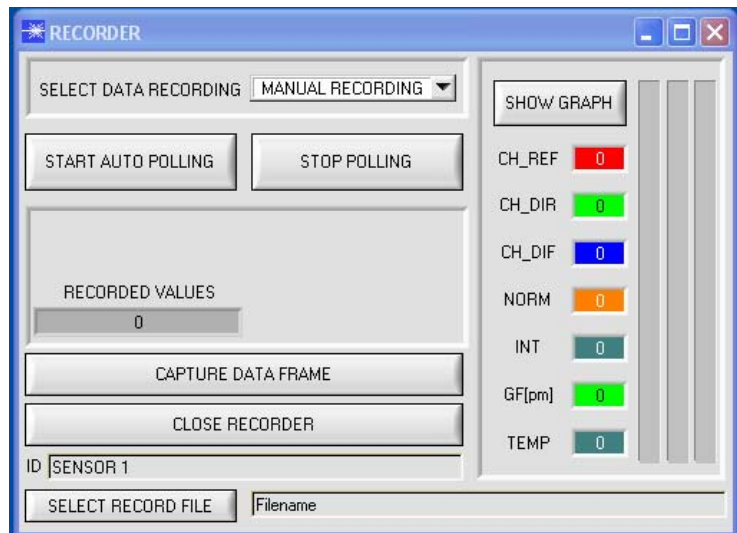 RECORDER
SELECT DATA RECORDING MANUAL RECORDING
START AUTO POLLING STOP POLLING
RECORDED VALUES
0
CAPTURE DATA FRAME
CLOSE RECORDER
ID SENSOR 1
SELECT RECORD FILE Filename
SHOW GRAPH
CH_REF 0
CH_DIR 0
CH_DIF 0
NORM 0
INT 0
GF[pm] 0
TEMP 0